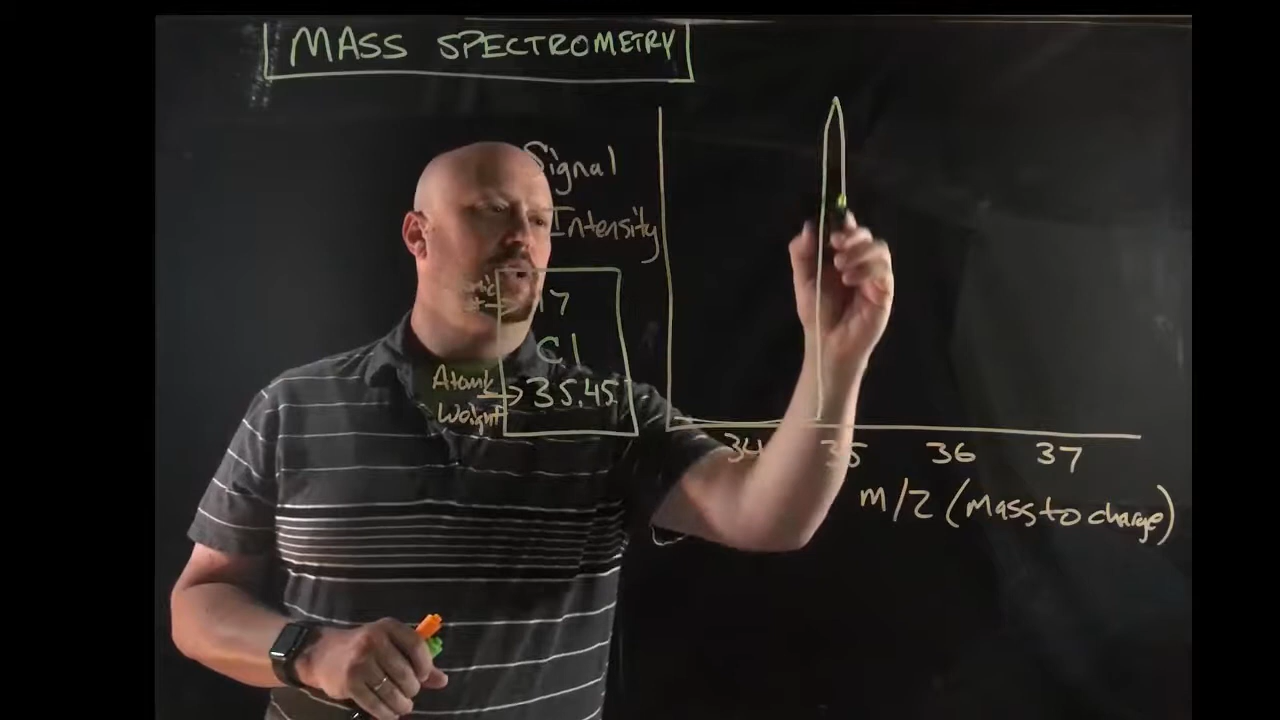 MASS SPECTROMETRY
Signal
Intensity
17
Cl
Atomic
Weight
35.45
34 35 36 37
m/z (Mass to charge)